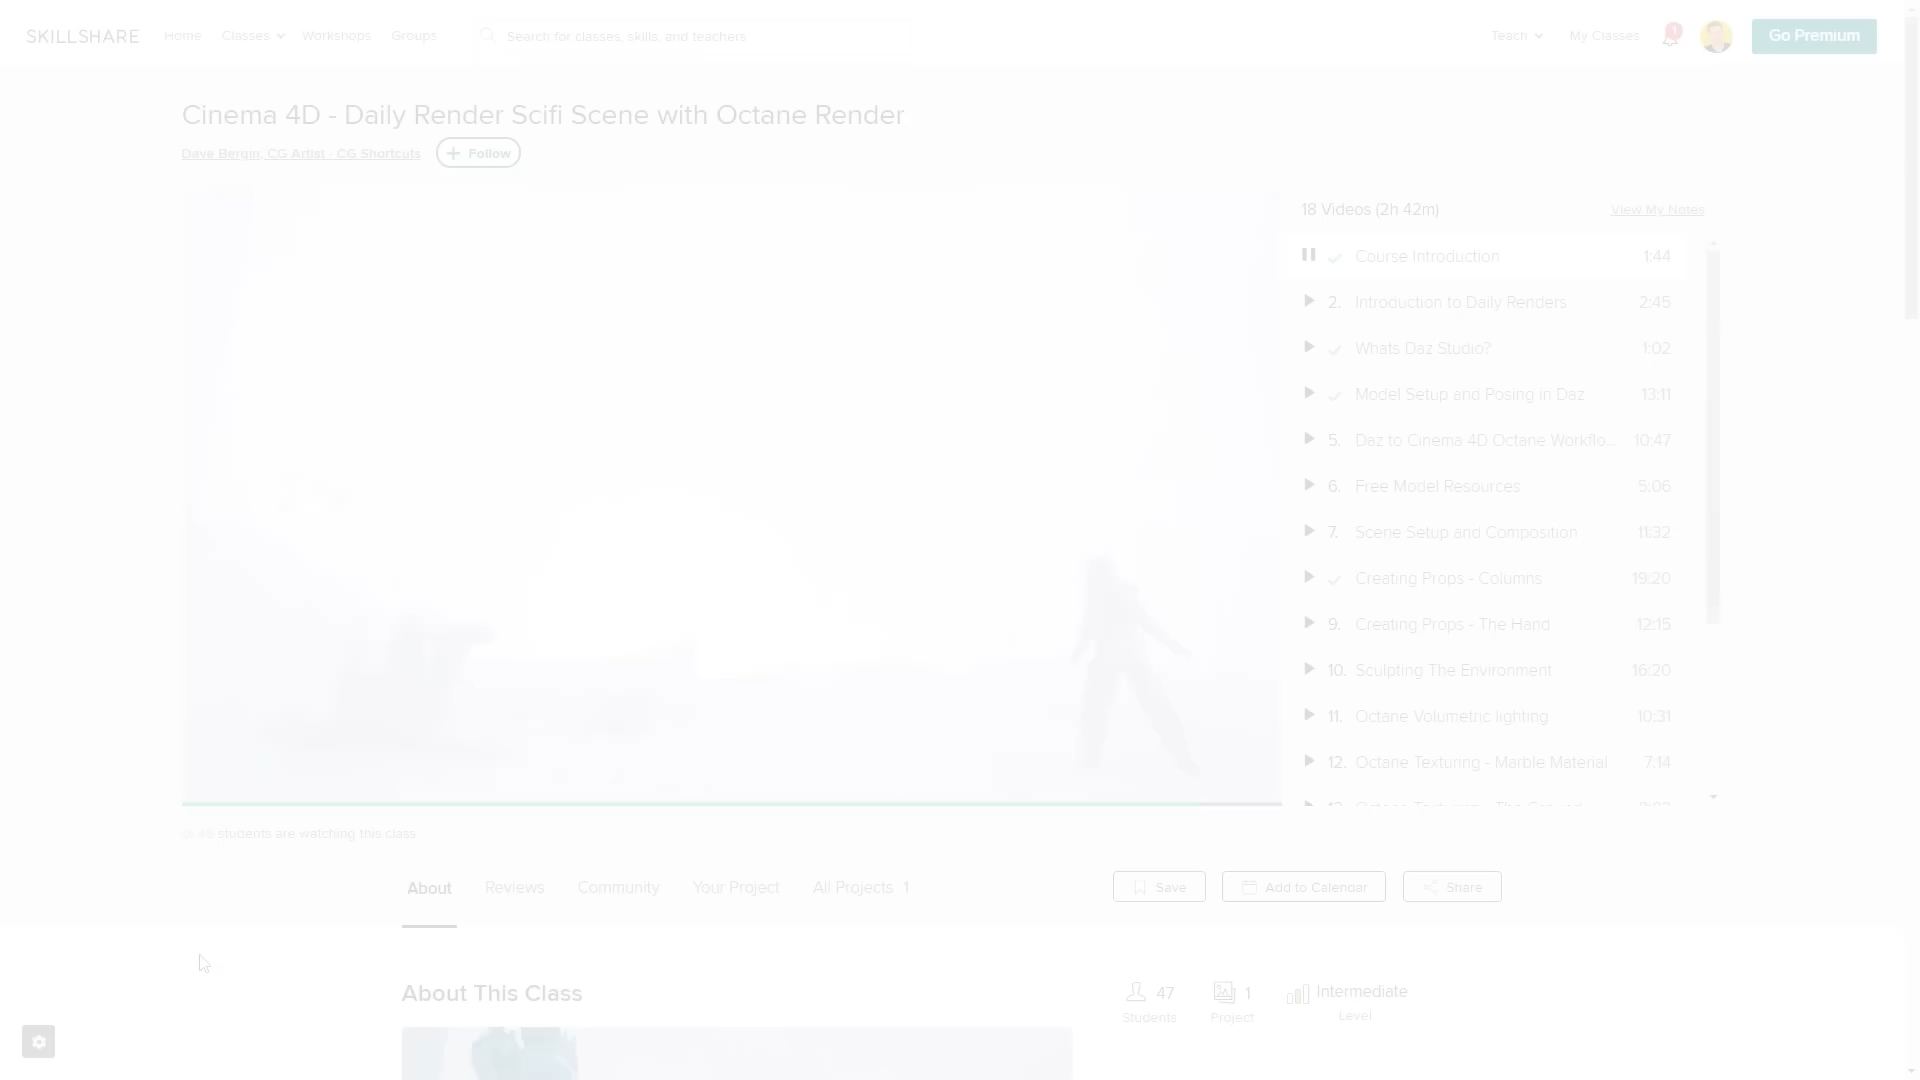 SKILLSHARE Home Classes Workshops Groups Search for classes, skills, and teachers Teach My Classes 1 Go Premium
Cinema 4D - Daily Render Scifi Scene with Octane Render
Dave Bergin, CG Artist - CG Shortcuts Follow
18 Videos (2h 42m) View My Notes
Course Introduction 1:44
2. Introduction to Daily Renders 2:45
Whats Daz Studio? 1:02
Model Setup and Posing in Daz 13:11
5. Daz to Cinema 4D Octane Workflo... 10:47
6. Free Model Resources 5:06
7. Scene Setup and Composition 11:32
Creating Props - Columns 19:20
9. Creating Props - The Hand 12:15
10. Sculpting The Environment 16:20
11. Octane Volumetric lighting 10:31
12. Octane Texturing - Marble Material 7:14
students are watching this class
About Reviews Community Your Project All Projects 1 Save Add to Calendar Share
About This Class
47 1 Intermediate
Students Project Level